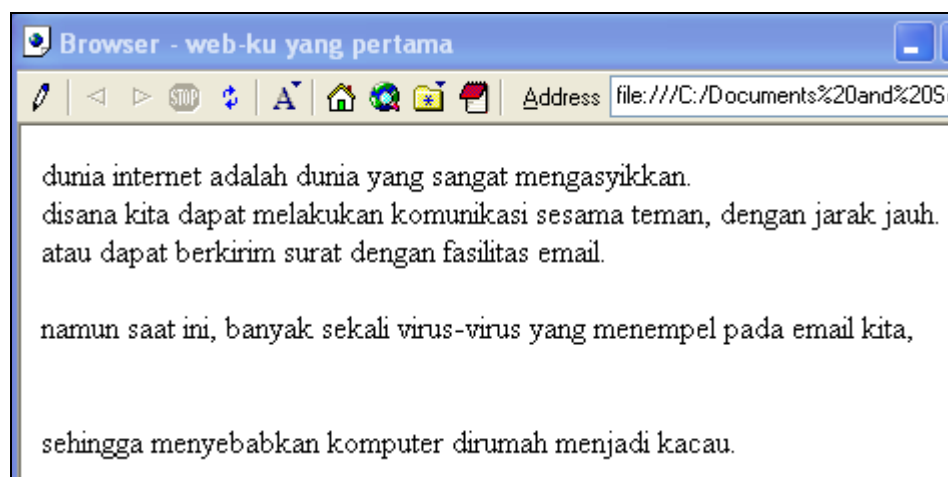 Browser - web-ku yang pertama
STOP A Address file:///C:/Documents%20and%20S
dunia internet adalah dunia yang sangat mengasyikkan.
disana kita dapat melakukan komunikasi sesama teman, dengan jarak jauh.
atau dapat berkirim surat dengan fasilitas email.
namun saat ini, banyak sekali virus-virus yang menempel pada email kita,
sehingga menyebabkan komputer dirumah menjadi kacau.